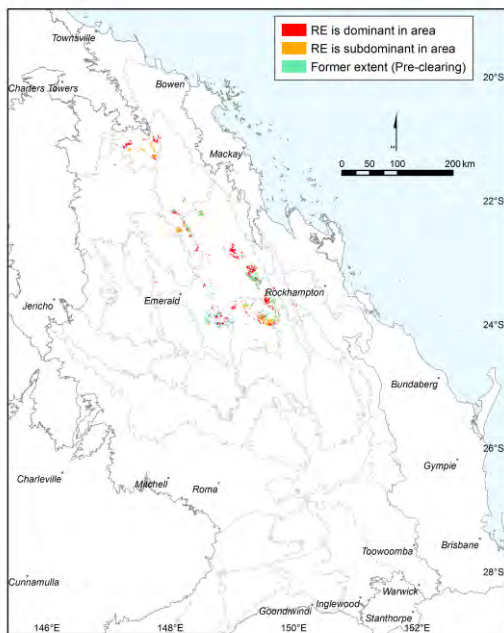 RE is dominant in area
RE is subdominant in area
Former extent (Pre-clearing)
Townsville
20°S
Bowen
Charters Towers
Mackay
0 50 100 200 km
22°S
Emerald
Rockhampton
Jericho
24°S
Bundaberg
26°S
Gympie
Charleville
Mitchell
Roma
Brisbane
Toowoomba
28°S
Cunnamulla
Warwick
Inglewood
Goondiwindi
Stanthorpe
146°E
148°E
150°E
152°E